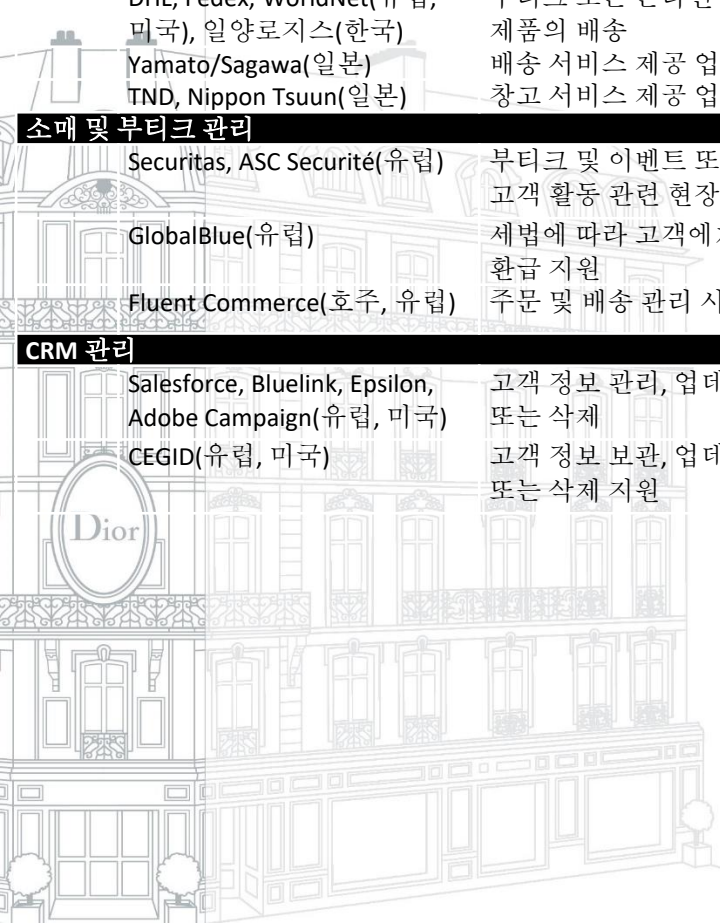 DHL, Fedex, WorldNet(유럽,
미국), 일양로지스(한국)
제품의 배송
Yamato/Sagawa(일본)
배송 서비스 제공 업
TND, Nippon Tsuun(일본)
창고 서비스 제공 업
소매 및 부티크 관리
Securitas, ASC Securité(유럽)
부티크 및 이벤트 또
고객 활동 관련 현장
GlobalBlue(유럽)
세법에 따라 고객에
환급 지원
Fluent Commerce(호주, 유럽)
주문 및 배송 관리 시
CRM 관리
Salesforce, Bluelink, Epsilon,
Adobe Campaign(유럽, 미국)
고객 정보 관리, 업데
또는 삭제
CEGID(유럽, 미국)
고객 정보 보관, 업데
또는 삭제 지원
Dior